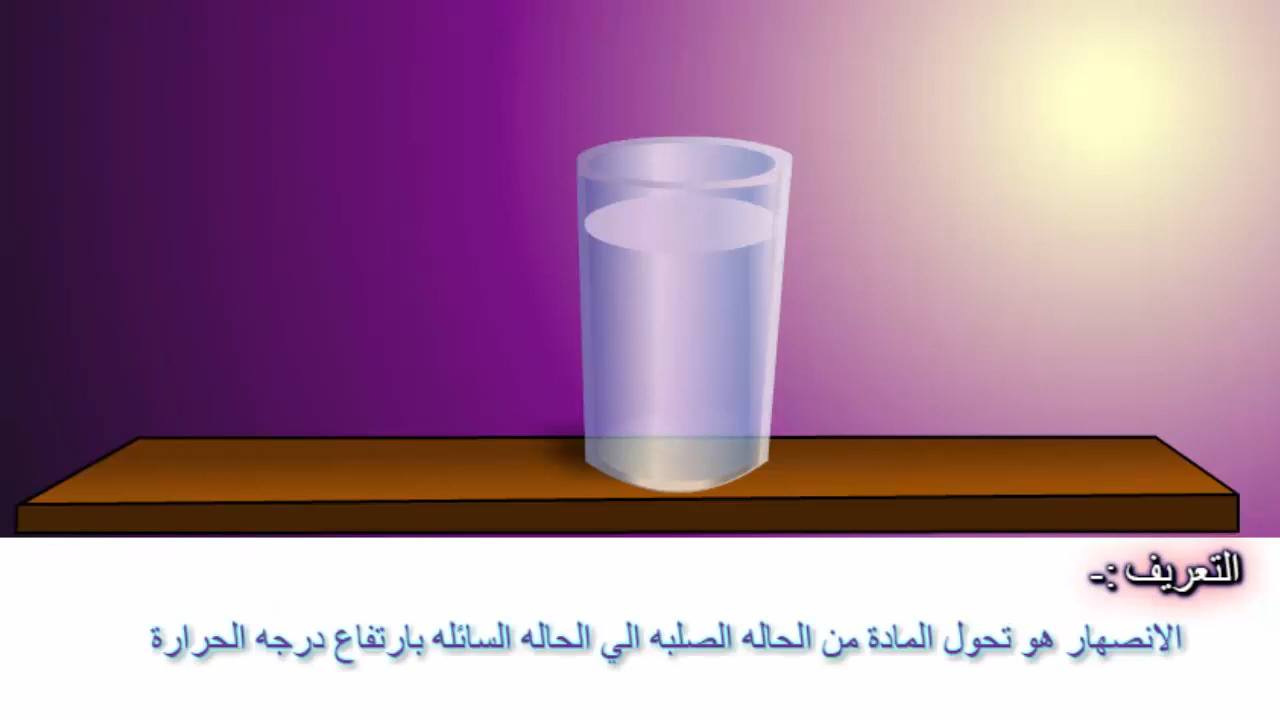 التعريف :-
الانصهار هو تحول المادة من الحاله الصلبه الي الحاله السائله بارتفاع درجه الحرارة